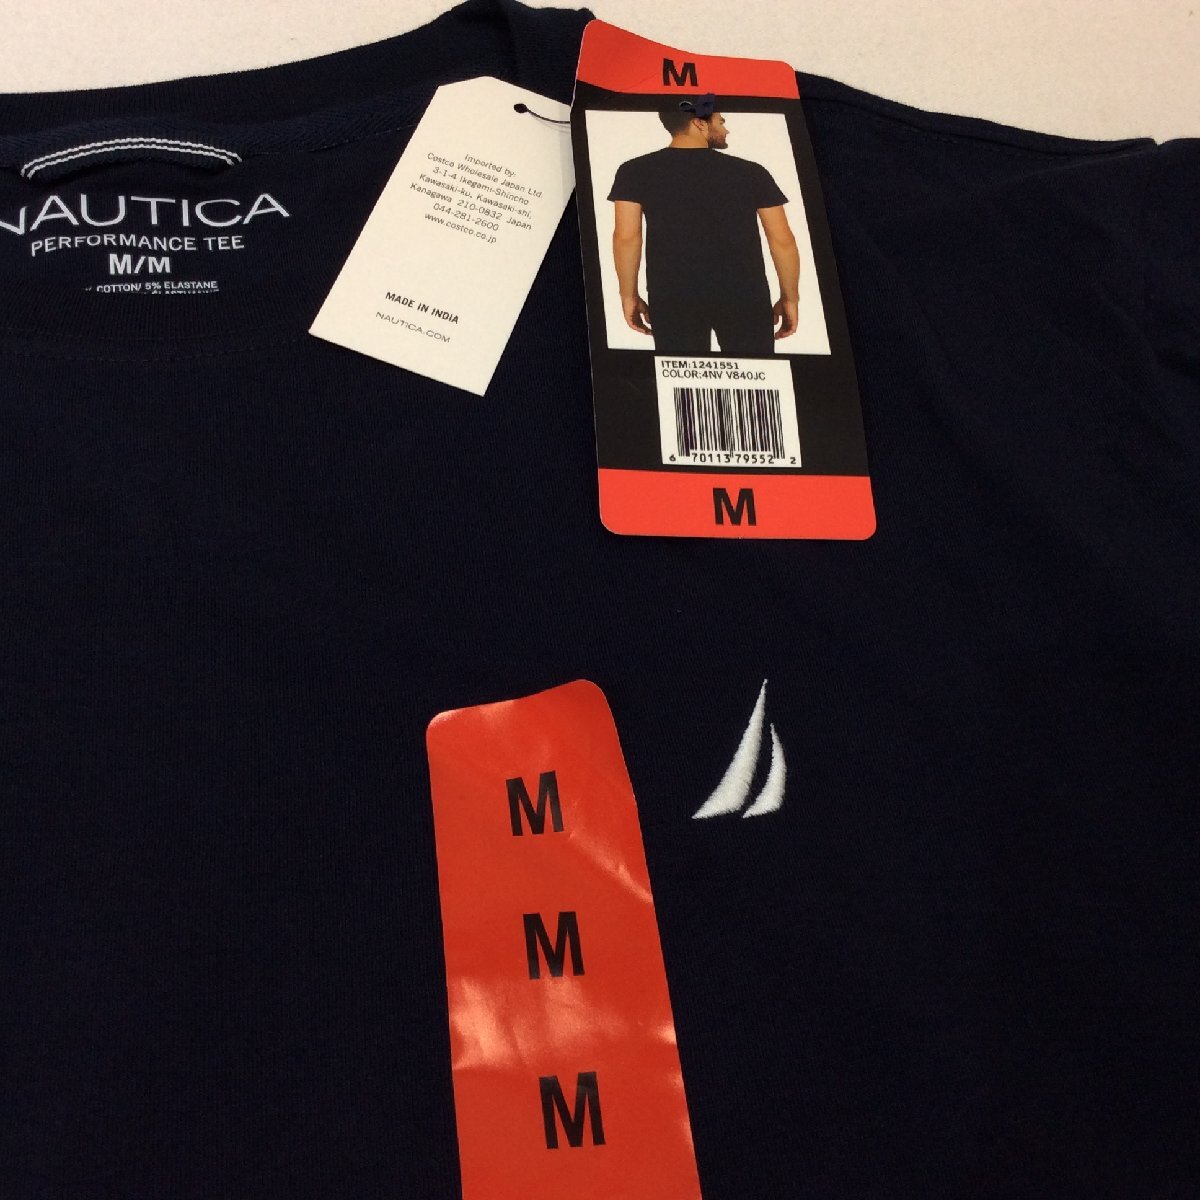 NAUTICA
PERFORMANCE TEE
M/M
COTTON/ 5% ELASTANE
Imported by:
Costco Wholesale Japan Ltd.
3-1-4 Ikegami-Shincho
Kawasaki-ku, Kawasaki-shi,
Kanagawa 210-0832 Japan
044-281-2600
www.costco.co.jp
MADE IN INDIA
NAUTICA.COM
M
ITEM:1241551
COLOR:4NV V840JC
6 70113 79552 2
M
M
M
M